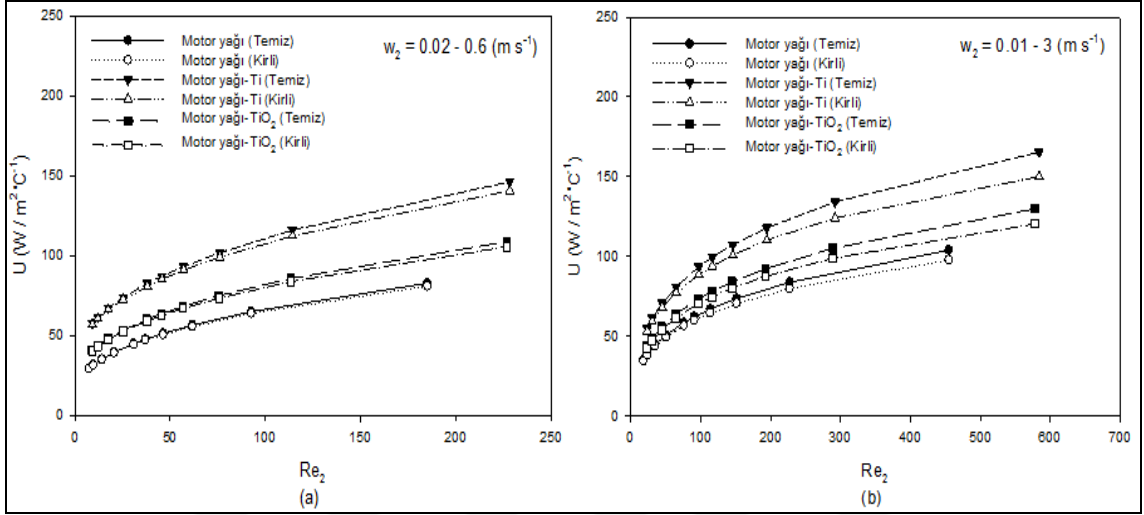 250
200
150
100
50
0
U (W / m² °C⁻¹)
Motor yağı (Temiz)
Motor yağı (Kirli)
Motor yağı-Ti (Temiz)
Motor yağı-Ti (Kirli)
Motor yağı-TiO₂ (Temiz)
Motor yağı-TiO₂ (Kirli)
w₂ = 0.02 - 0.6 (m s⁻¹)
0 50 100 150 200 250
Re₂
(a)
250
200
150
100
50
0
U (W / m² °C⁻¹)
Motor yağı (Temiz)
Motor yağı (Kirli)
Motor yağı-Ti (Temiz)
Motor yağı-Ti (Kirli)
Motor yağı-TiO₂ (Temiz)
Motor yağı-TiO₂ (Kirli)
w₂ = 0.01 - 3 (m s⁻¹)
0 100 200 300 400 500 600 700
Re₂
(b)